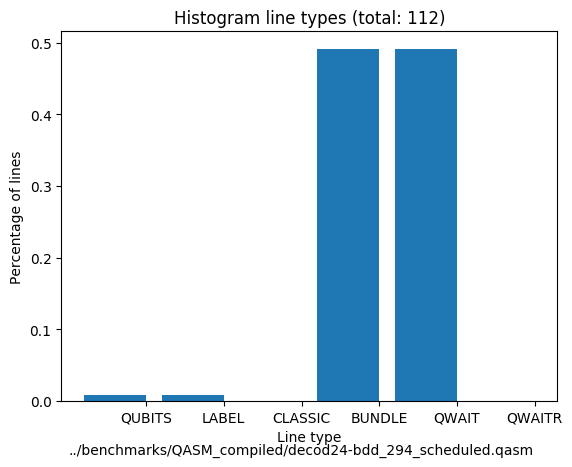 Histogram line types (total: 112)
Percentage of lines
0.5
0.4
0.3
0.2
0.1
0.0
QUBITS LABEL CLASSIC BUNDLE QWAIT QWAITR
Line type
../benchmarks/QASM_compiled/decod24-bdd_294_scheduled.qasm